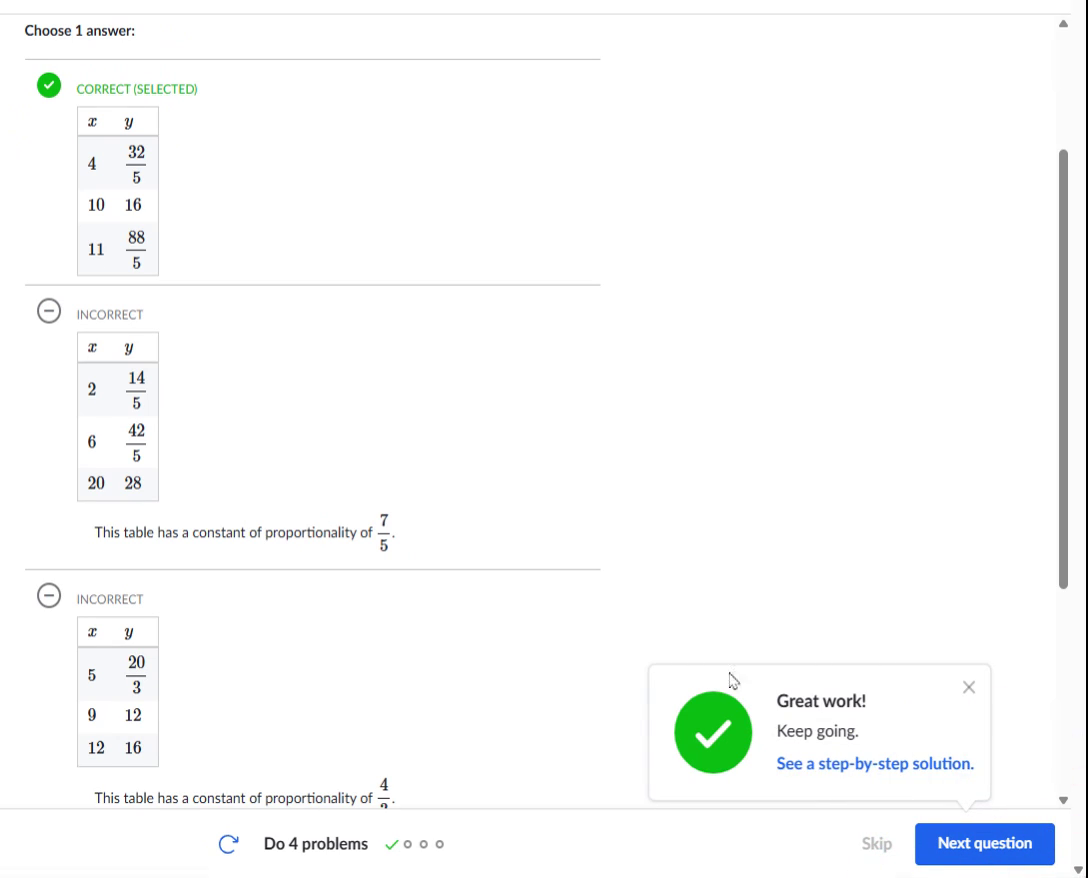 Choose 1 answer:
CORRECT (SELECTED)
x y
4 32/5
10 16
11 88/5
INCORRECT
x y
2 14/5
6 42/5
20 28
This table has a constant of proportionality of 7/5.
INCORRECT
x y
5 20/3
9 12
12 16
This table has a constant of proportionality of 4/.
Great work!
Keep going.
See a step-by-step solution.
Do 4 problems
Skip
Next question